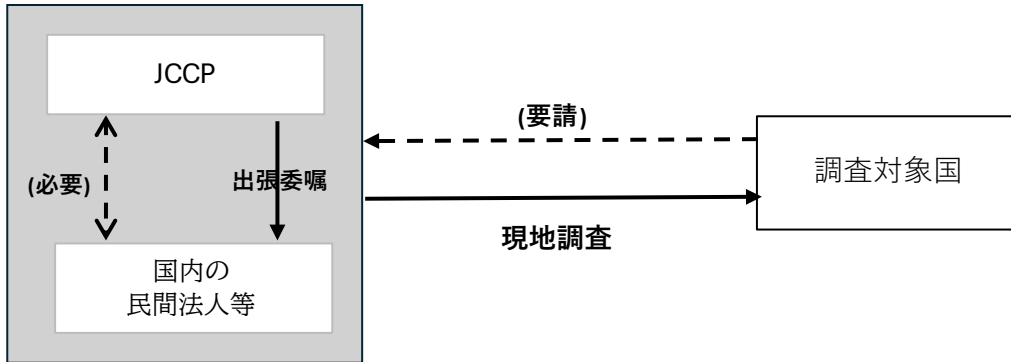 JCCP
(要請)
調査対象国
(必要)
出張委嘱
現地調査
国内の
民間法人等